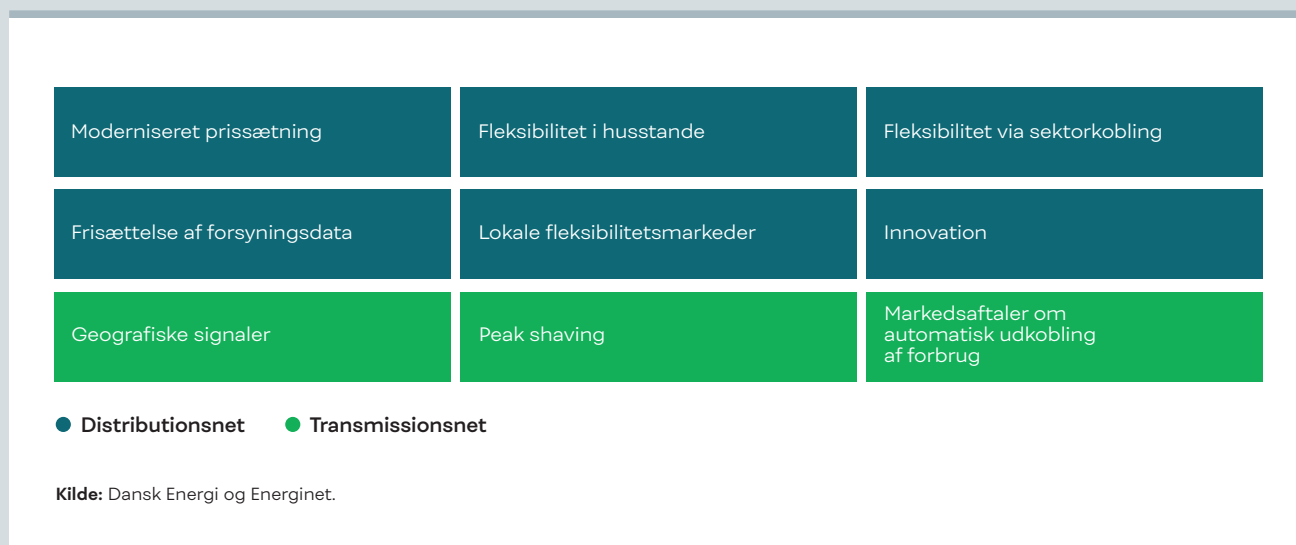 Moderniseret prissætning
Fleksibilitet i husstande
Fleksibilitet via sektorkobling
Frisættelse af forsyningsdata
Lokale fleksibilitetsmarkeder
Innovation
Geografiske signaler
Peak shaving
Markedsaftaler om
automatisk udkobling
af forbrug
Distributionsnet
Transmissionsnet
Kilde: Dansk Energi og Energinet.